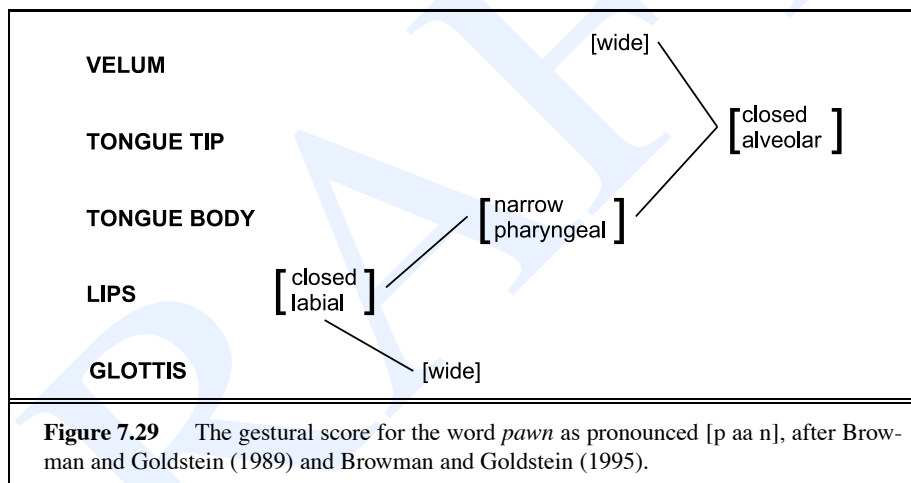 [wide]
VELUM
[closed
alveolar]
TONGUE TIP
[narrow
pharyngeal]
TONGUE BODY
[closed
labial]
LIPS
GLOTTIS
[wide]
Figure 7.29 The gestural score for the word pawn as pronounced [p aa n], after Brow-
man and Goldstein (1989) and Browman and Goldstein (1995).